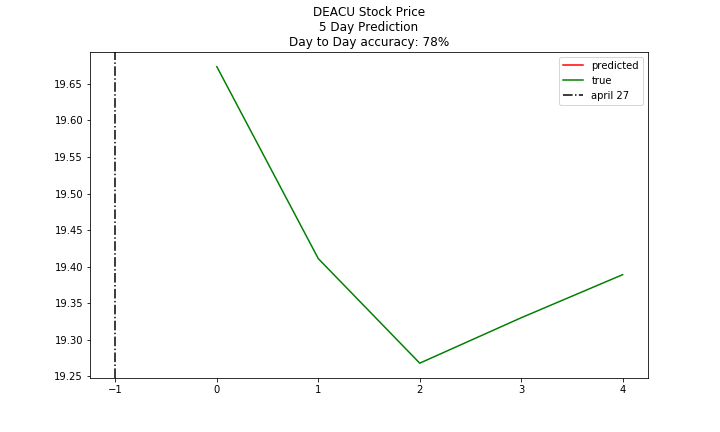 DEACU Stock Price
5 Day Prediction
Day to Day accuracy: 78%
predicted
true
april 27
19.65
19.60
19.55
19.50
19.45
19.40
19.35
19.30
19.25
−1 0 1 2 3 4